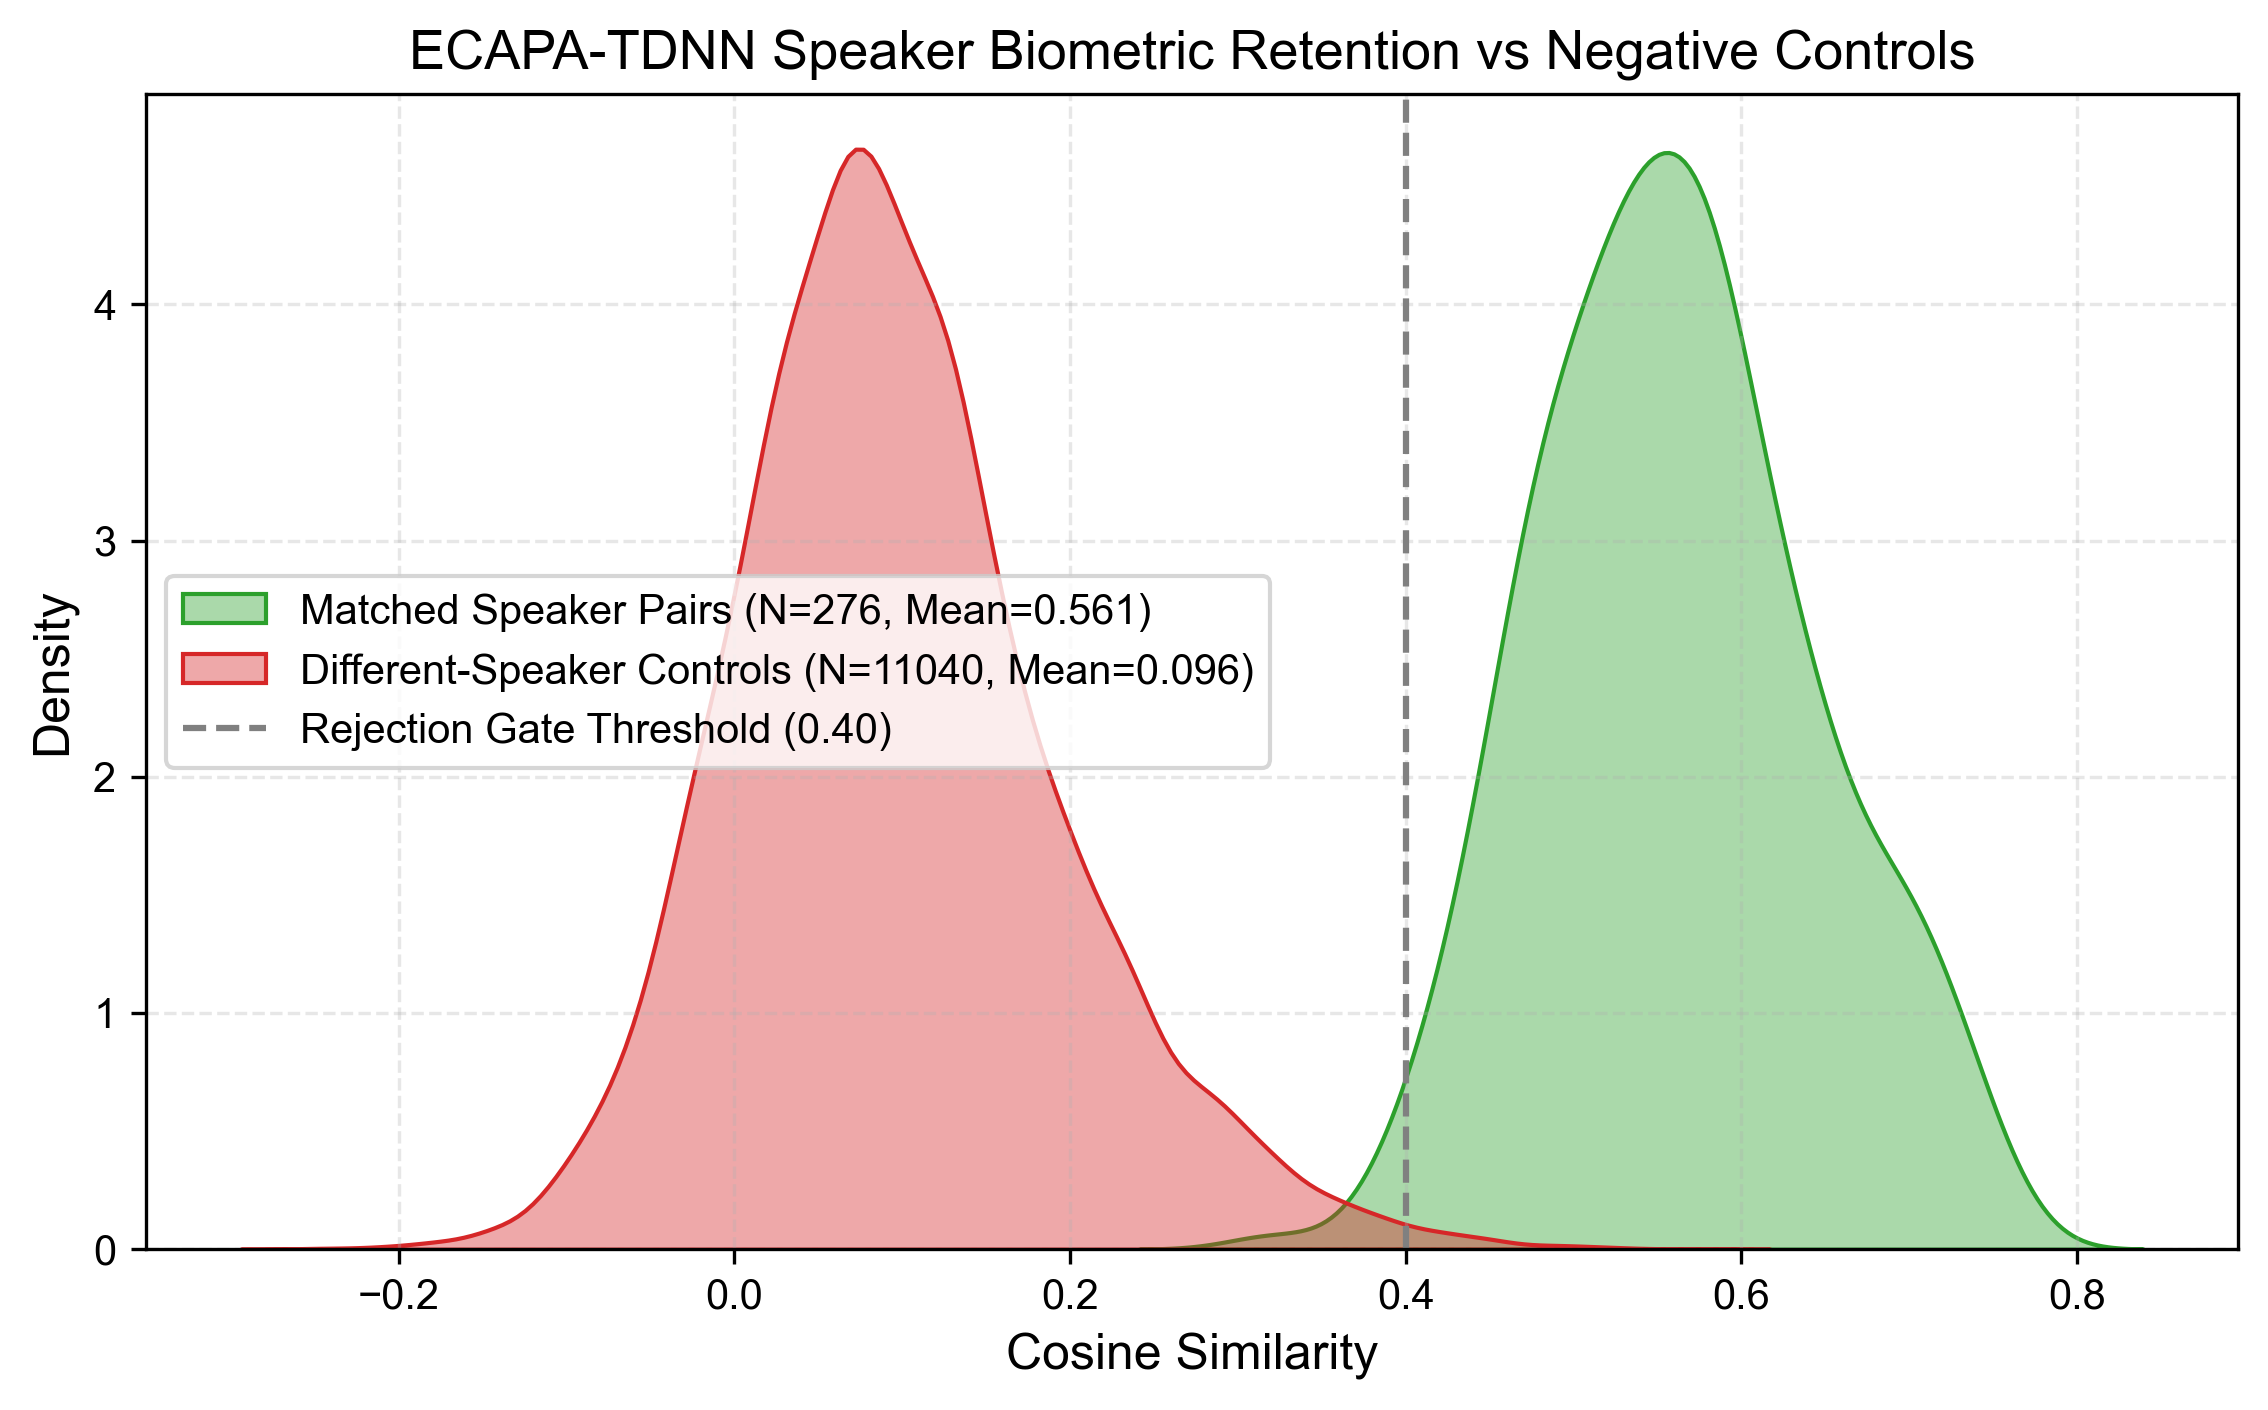 ECAPA-TDNN Speaker Biometric Retention vs Negative Controls
Density
4
3
2
1
0
Matched Speaker Pairs (N=276, Mean=0.561)
Different-Speaker Controls (N=11040, Mean=0.096)
Rejection Gate Threshold (0.40)
−0.2 0.0 0.2 0.4 0.6 0.8
Cosine Similarity